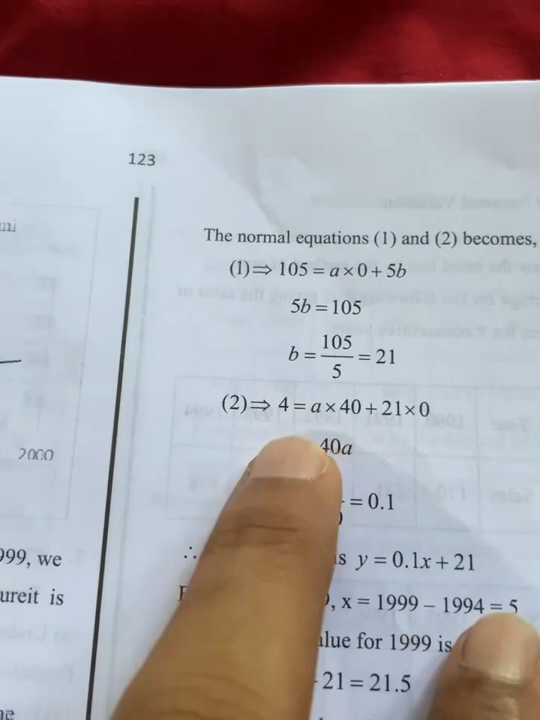 123
2000
999, we
ureit is
The normal equations (1) and (2) becomes,
(1)⇒ 105 = a×0+5b
5b = 105
b = 105/5 = 21
(2)⇒ 4 = a×40+21×0
40a
= 0.1
∴ is y = 0.1x + 21
, x = 1999 − 1994 = 5
value for 1999 is
21 = 21.5